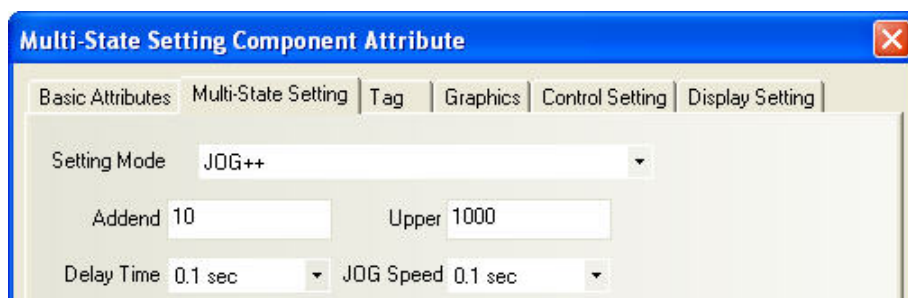 Multi-State Setting Component Attribute
Basic Attributes Multi-State Setting Tag Graphics Control Setting Display Setting
Setting Mode JOG++
Addend 10 Upper 1000
Delay Time 0.1 sec JOG Speed 0.1 sec